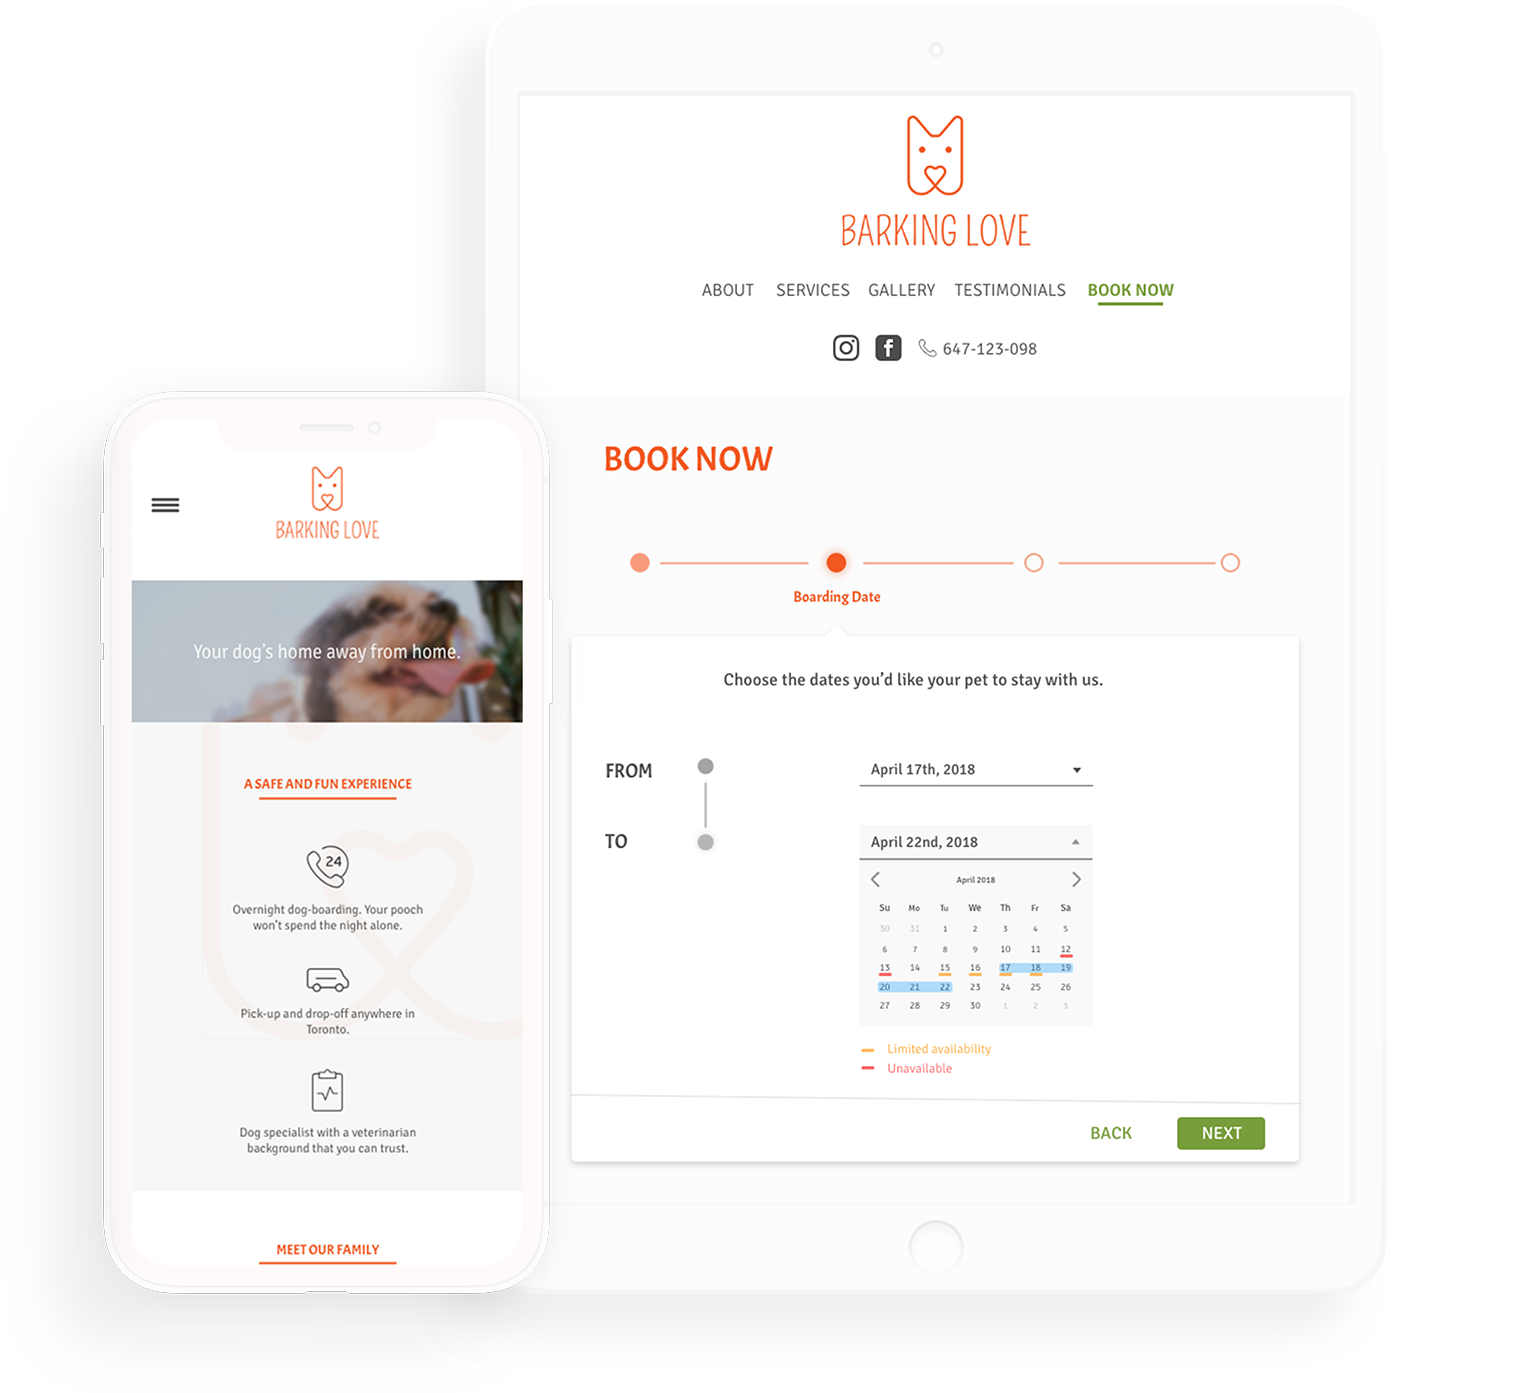 BARKING LOVE
ABOUT SERVICES GALLERY TESTIMONIALS BOOK NOW
647-123-098
BOOK NOW
Boarding Date
Choose the dates you’d like your pet to stay with us.
FROM
April 17th, 2018
TO
April 22nd, 2018
April 2018
Su Mo Tu We Th Fr Sa
30 31 1 2 3 4 5
6 7 8 9 10 11 12
13 14 15 16 17 18 19
20 21 22 23 24 25 26
27 28 29 30 1 2 3
Limited availability
Unavailable
BACK NEXT
BARKING LOVE
Your dog’s home away from home.
A SAFE AND FUN EXPERIENCE
24
Overnight dog-boarding. Your pooch
won’t spend the night alone.
Pick-up and drop-off anywhere in
Toronto.
Dog specialist with a veterinarian
background that you can trust.
MEET OUR FAMILY